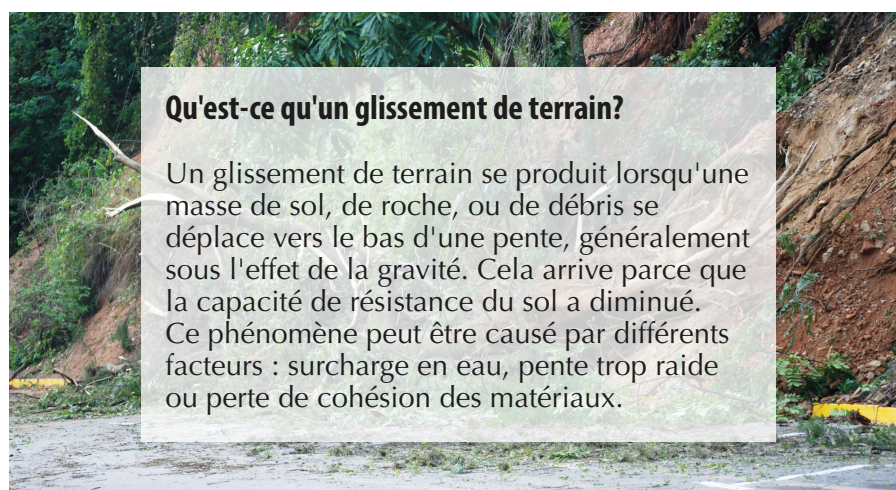 Qu'est-ce qu'un glissement de terrain?
Un glissement de terrain se produit lorsqu'une
masse de sol, de roche, ou de débris se
déplace vers le bas d'une pente, généralement
sous l'effet de la gravité. Cela arrive parce que
la capacité de résistance du sol a diminué.
Ce phénomène peut être causé par différents
facteurs : surcharge en eau, pente trop raide
ou perte de cohésion des matériaux.